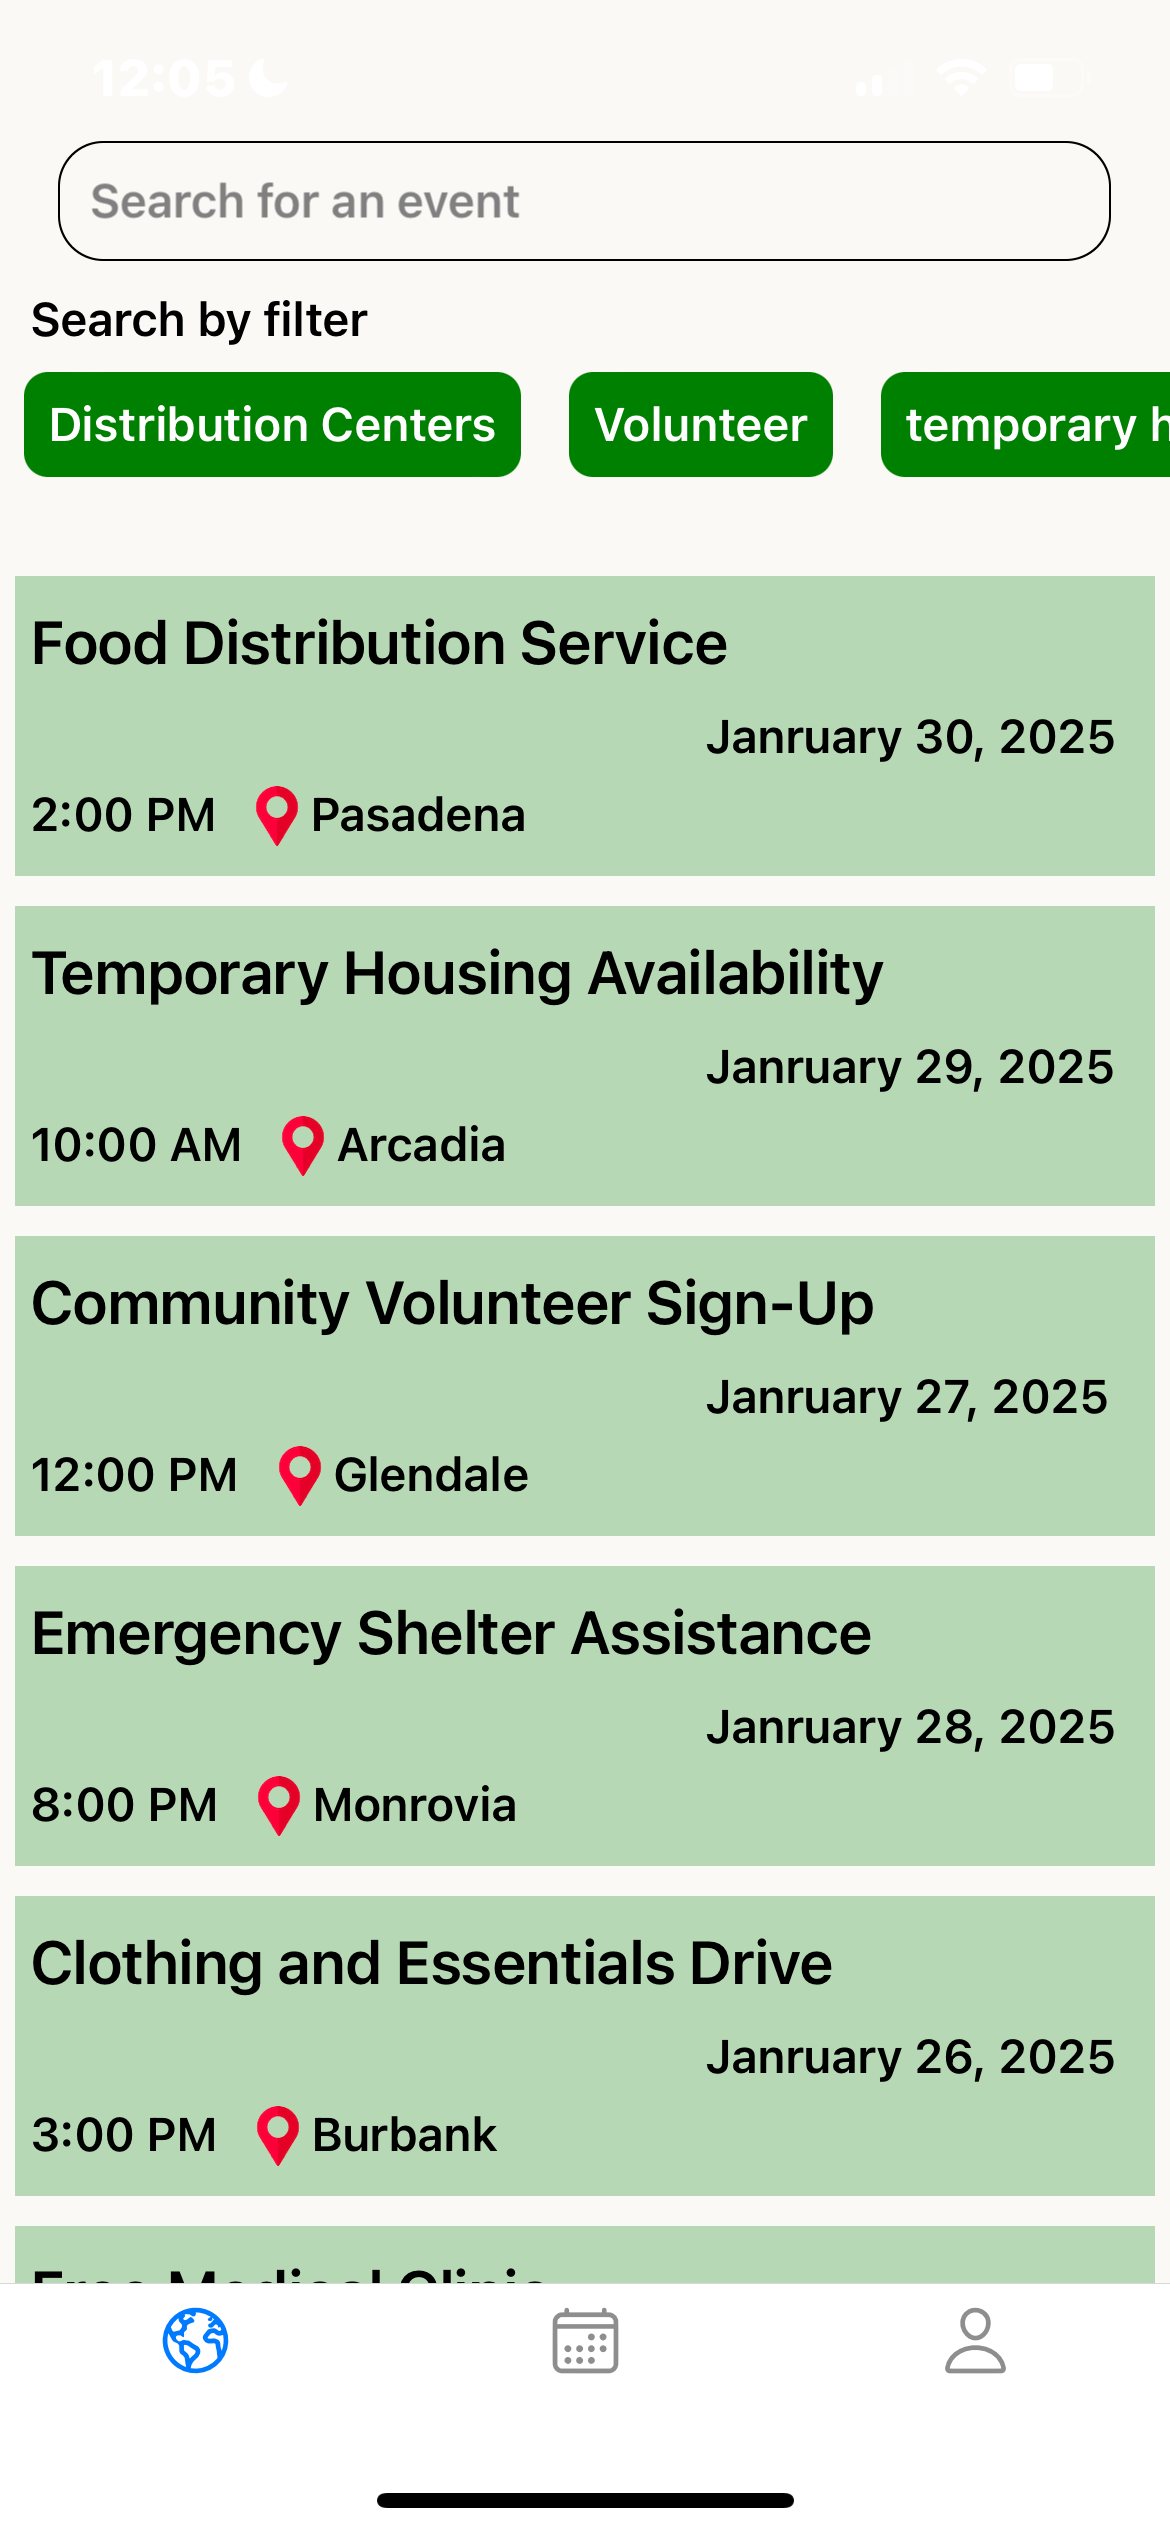 12:05
Search for an event
Search by filter
Distribution Centers Volunteer temporary h
Food Distribution Service
Janruary 30, 2025
2:00 PM Pasadena
Temporary Housing Availability
Janruary 29, 2025
10:00 AM Arcadia
Community Volunteer Sign-Up
Janruary 27, 2025
12:00 PM Glendale
Emergency Shelter Assistance
Janruary 28, 2025
8:00 PM Monrovia
Clothing and Essentials Drive
Janruary 26, 2025
3:00 PM Burbank
Free Medical Clinic